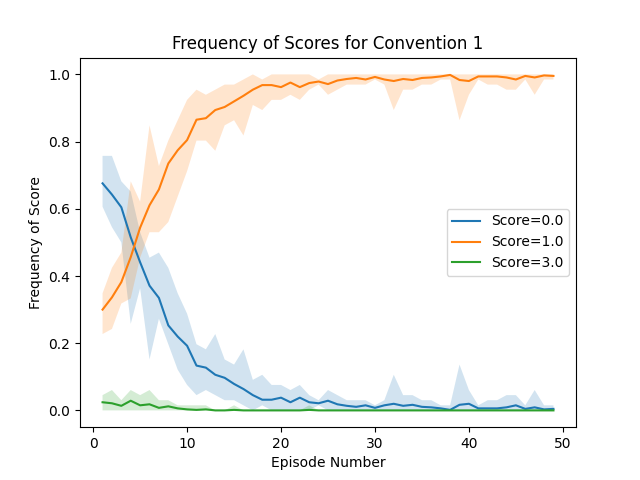 Frequency of Scores for Convention 1
1.0
0.8
0.6
0.4
0.2
0.0
Frequency of Score
Score=0.0
Score=1.0
Score=3.0
0 10 20 30 40 50
Episode Number